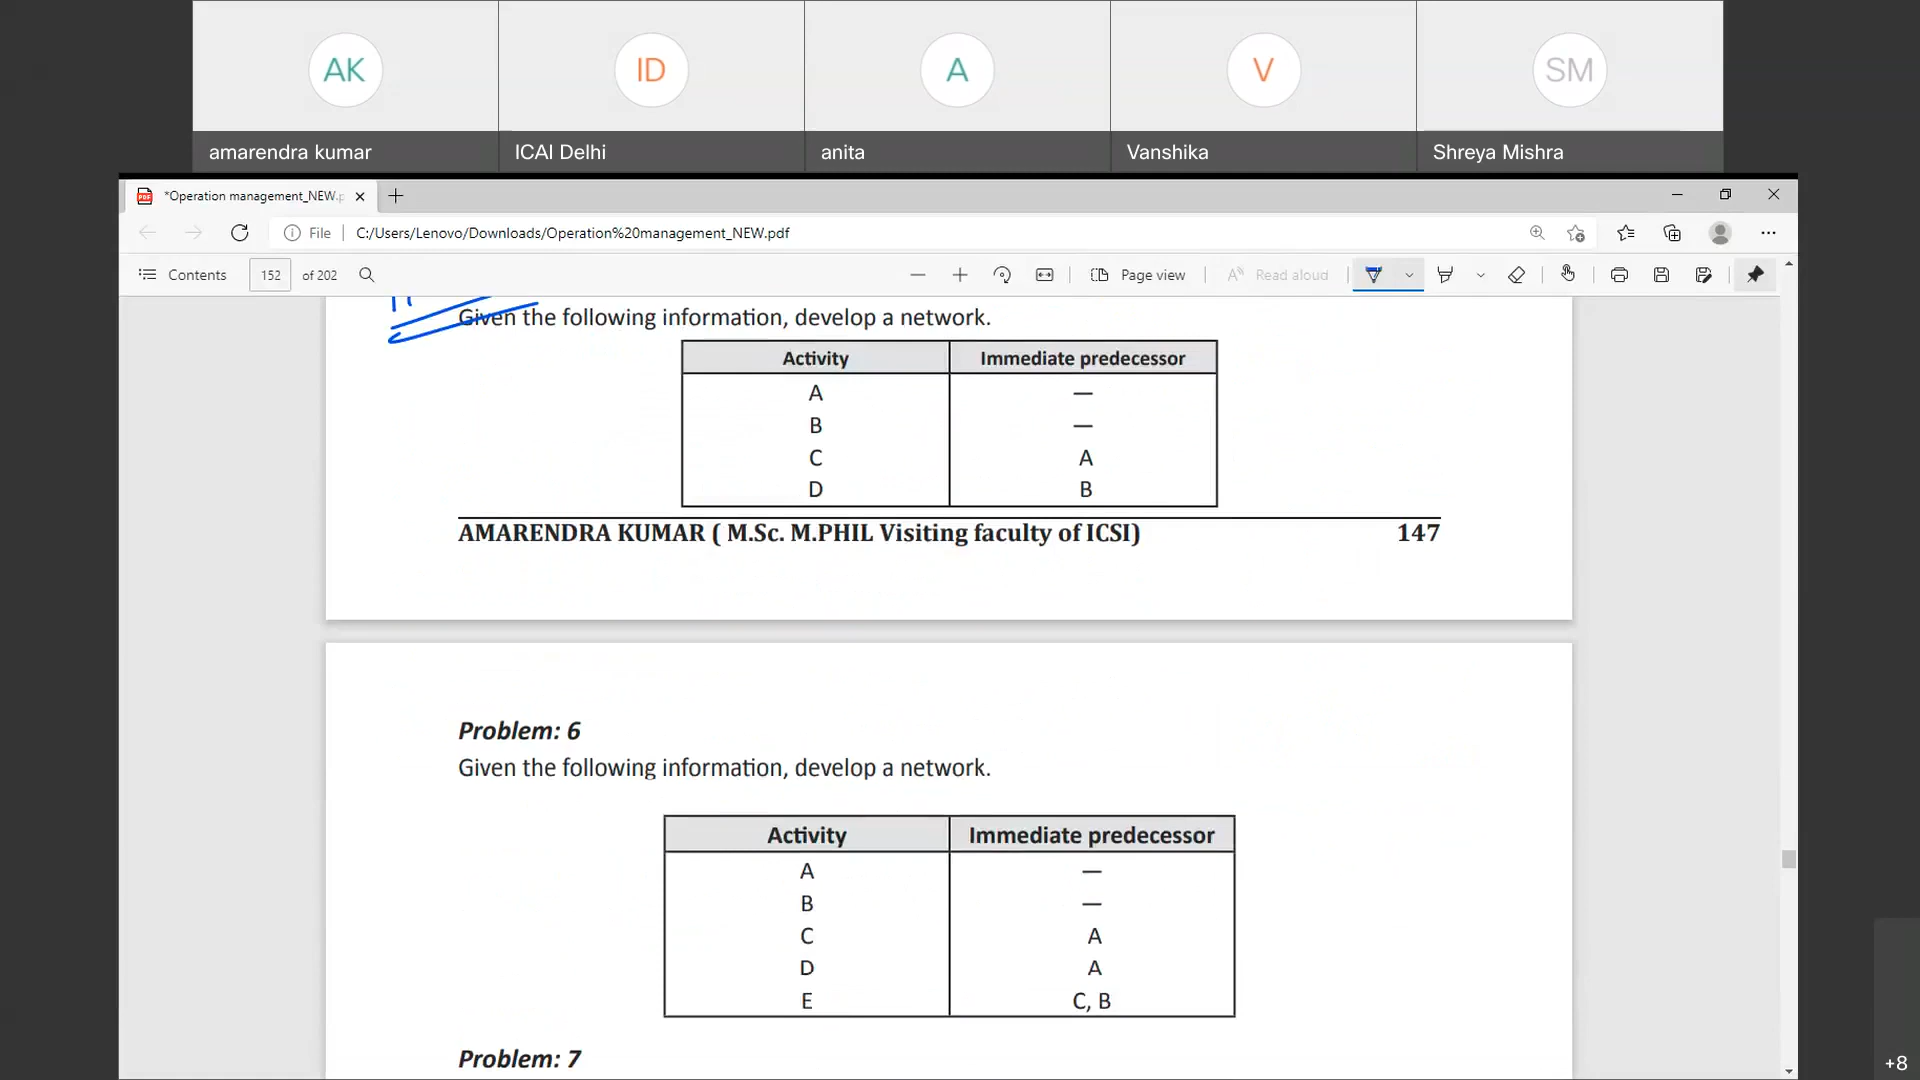 AK
ID
A
V
SM
amarendra kumar
ICAI Delhi
anita
Vanshika
Shreya Mishra
*Operation management_NEW.p
File
C:/Users/Lenovo/Downloads/Operation%20management_NEW.pdf
Contents
152
of 202
Page view
Read aloud
Given the following information, develop a network.
Activity Immediate predecessor
A —
B —
C A
D B
AMARENDRA KUMAR ( M.Sc. M.PHIL Visiting faculty of ICSI) 147
Problem: 6
Given the following information, develop a network.
Activity Immediate predecessor
A —
B —
C A
D A
E C, B
Problem: 7
+8